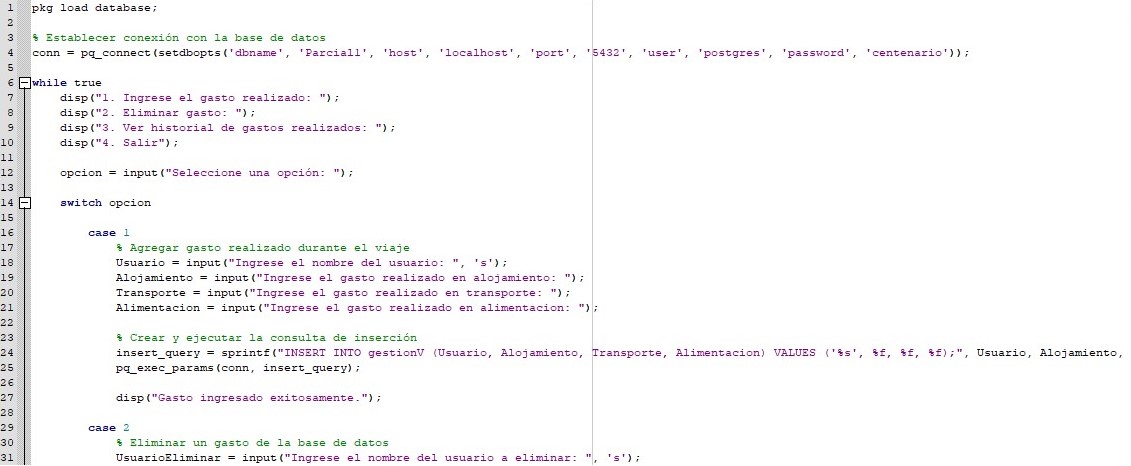 1 pkg load database;
2
3 % Establecer conexión con la base de datos
4 conn = pq_connect(setdbopts('dbname', 'Parcial1', 'host', 'localhost', 'port', '5432', 'user', 'postgres', 'password', 'centenario'));
5
6 while true
7 disp("1. Ingrese el gasto realizado: ");
8 disp("2. Eliminar gasto: ");
9 disp("3. Ver historial de gastos realizados: ");
10 disp("4. Salir");
11
12 opcion = input("Seleccione una opción: ");
13
14 switch opcion
15
16 case 1
17 % Agregar gasto realizado durante el viaje
18 Usuario = input("Ingrese el nombre del usuario: ", 's');
19 Alojamiento = input("Ingrese el gasto realizado en alojamiento: ");
20 Transporte = input("Ingrese el gasto realizado en transporte: ");
21 Alimentacion = input("Ingrese el gasto realizado en alimentacion: ");
22
23 % Crear y ejecutar la consulta de inserción
24 insert_query = sprintf("INSERT INTO gestionV (Usuario, Alojamiento, Transporte, Alimentacion) VALUES ('%s', %f, %f, %f);", Usuario, Alojamiento,
25 pq_exec_params(conn, insert_query);
26
27 disp("Gasto ingresado exitosamente.");
28
29 case 2
30 % Eliminar un gasto de la base de datos
31 UsuarioEliminar = input("Ingrese el nombre del usuario a eliminar: ", 's');